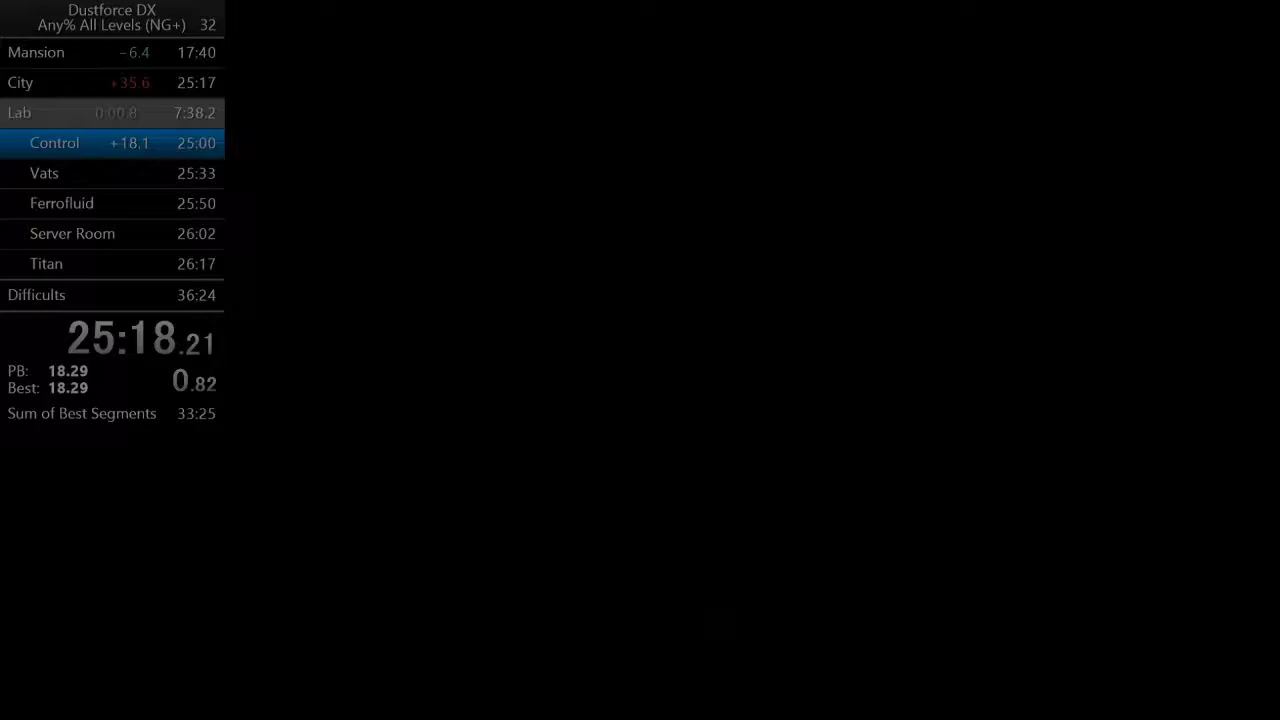 Dustforce DX
Any% All Levels (NG+) 32
Mansion -6.4 17:40
City +35.6 25:17
Lab 0:00.8 7:38.2
Control +18.1 25:00
Vats 25:33
Ferrofluid 25:50
Server Room 26:02
Titan 26:17
Difficults 36:24
25:18.21
PB: 18.29
Best: 18.29 0.82
Sum of Best Segments 33:25